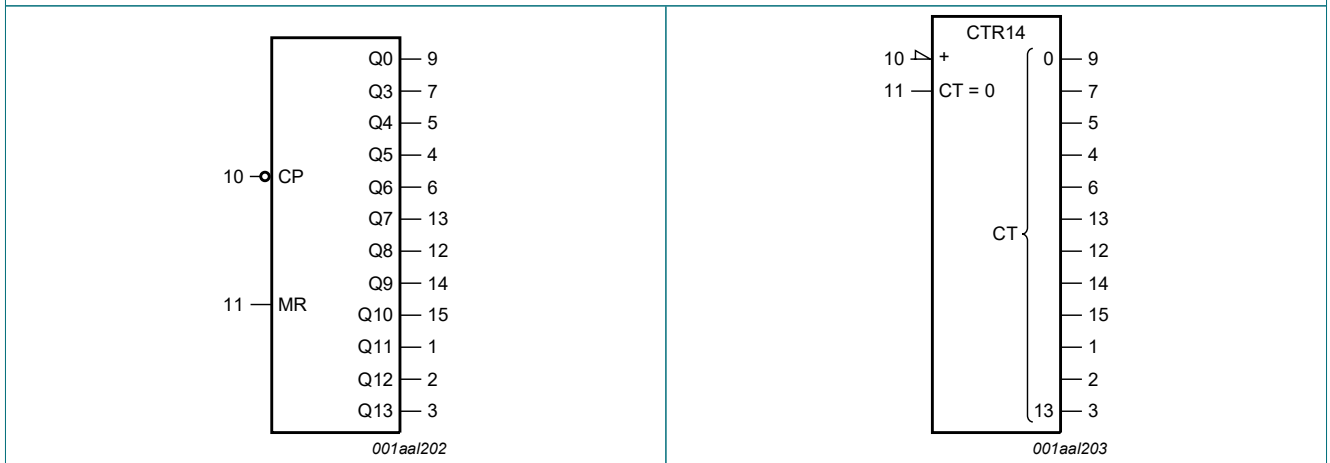 Q0 9
Q3 7
Q4 5
Q5 4
10 CP Q6 6
Q7 13
Q8 12
Q9 14
11 MR Q10 15
Q11 1
Q12 2
Q13 3
001aal202
CTR14
10 + 0 9
11 CT = 0 7
5
4
6
13
CT 12
14
15
1
2
13 3
001aal203